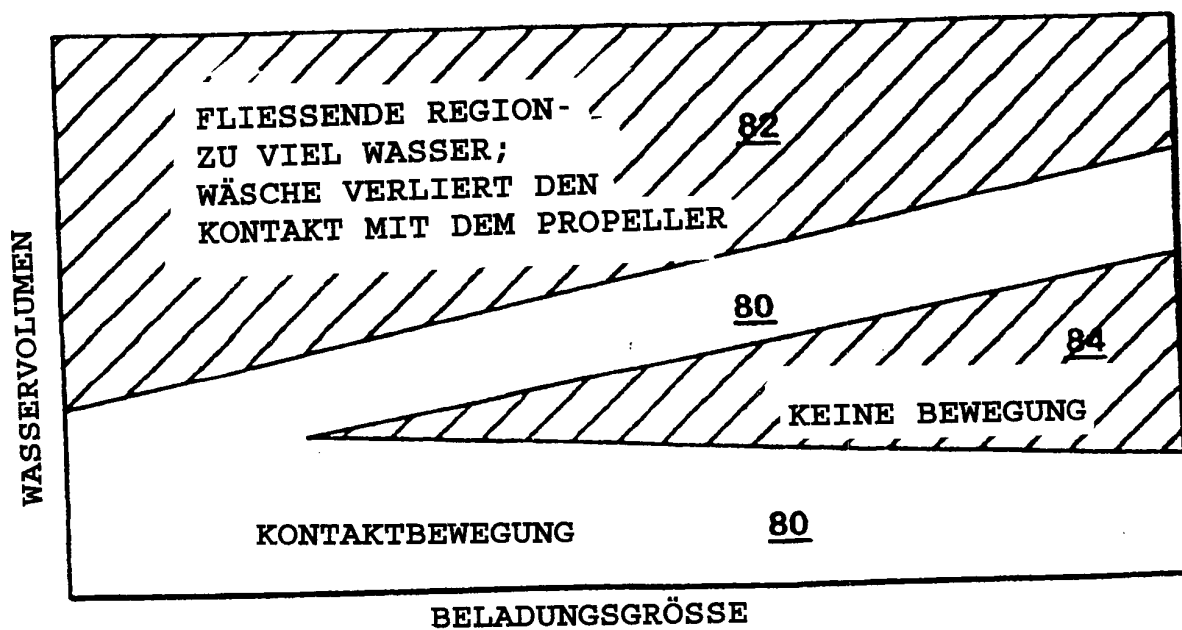 FLIESSENDE REGION-
ZU VIEL WASSER;
WÄSCHE VERLIERT DEN
KONTAKT MIT DEM PROPELLER
82
80
84
KEINE BEWEGUNG
KONTAKTBEWEGUNG
80
WASSERVOLUMEN
BELADUNGSGRÖSSE